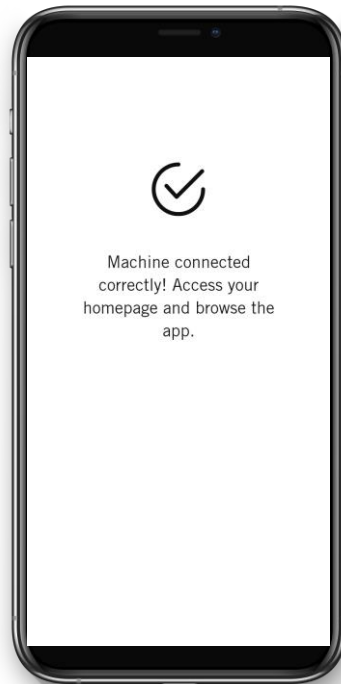 Machine connected
correctly! Access your
homepage and browse the
app.